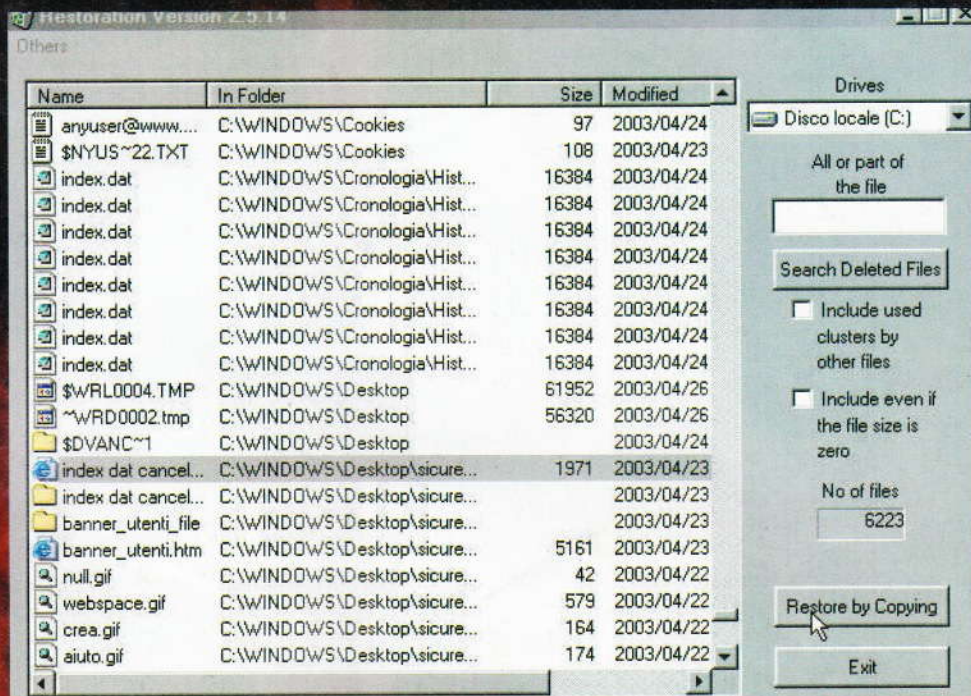 Restoration Version 2.5.14
Others
Name In Folder Size Modified
anyuser@www.... C:\WINDOWS\Cookies 97 2003/04/24
$NYUS~22.TXT C:\WINDOWS\Cookies 108 2003/04/23
index.dat C:\WINDOWS\Cronologia\Hist... 16384 2003/04/24
index.dat C:\WINDOWS\Cronologia\Hist... 16384 2003/04/24
index.dat C:\WINDOWS\Cronologia\Hist... 16384 2003/04/24
index.dat C:\WINDOWS\Cronologia\Hist... 16384 2003/04/24
index.dat C:\WINDOWS\Cronologia\Hist... 16384 2003/04/24
index.dat C:\WINDOWS\Cronologia\Hist... 16384 2003/04/24
index.dat C:\WINDOWS\Cronologia\Hist... 16384 2003/04/24
index.dat C:\WINDOWS\Cronologia\Hist... 16384 2003/04/24
$WRL0004.TMP C:\WINDOWS\Desktop 61952 2003/04/26
~WRD0002.tmp C:\WINDOWS\Desktop 56320 2003/04/26
$DVANC~1 C:\WINDOWS\Desktop 2003/04/24
index dat cancel... C:\WINDOWS\Desktop\sicure... 1971 2003/04/23
index dat cancel... C:\WINDOWS\Desktop\sicure... 2003/04/23
banner_utenti_file C:\WINDOWS\Desktop\sicure... 2003/04/23
banner_utenti.htm C:\WINDOWS\Desktop\sicure... 5161 2003/04/23
null.gif C:\WINDOWS\Desktop\sicure... 42 2003/04/22
webspace.gif C:\WINDOWS\Desktop\sicure... 579 2003/04/22
crea.gif C:\WINDOWS\Desktop\sicure... 164 2003/04/22
aiuto.gif C:\WINDOWS\Desktop\sicure... 174 2003/04/22
Drives
Disco locale (C:)
All or part of
the file
Search Deleted Files
Include used
clusters by
other files
Include even if
the file size is
zero
No of files
6223
Restore by Copying
Exit